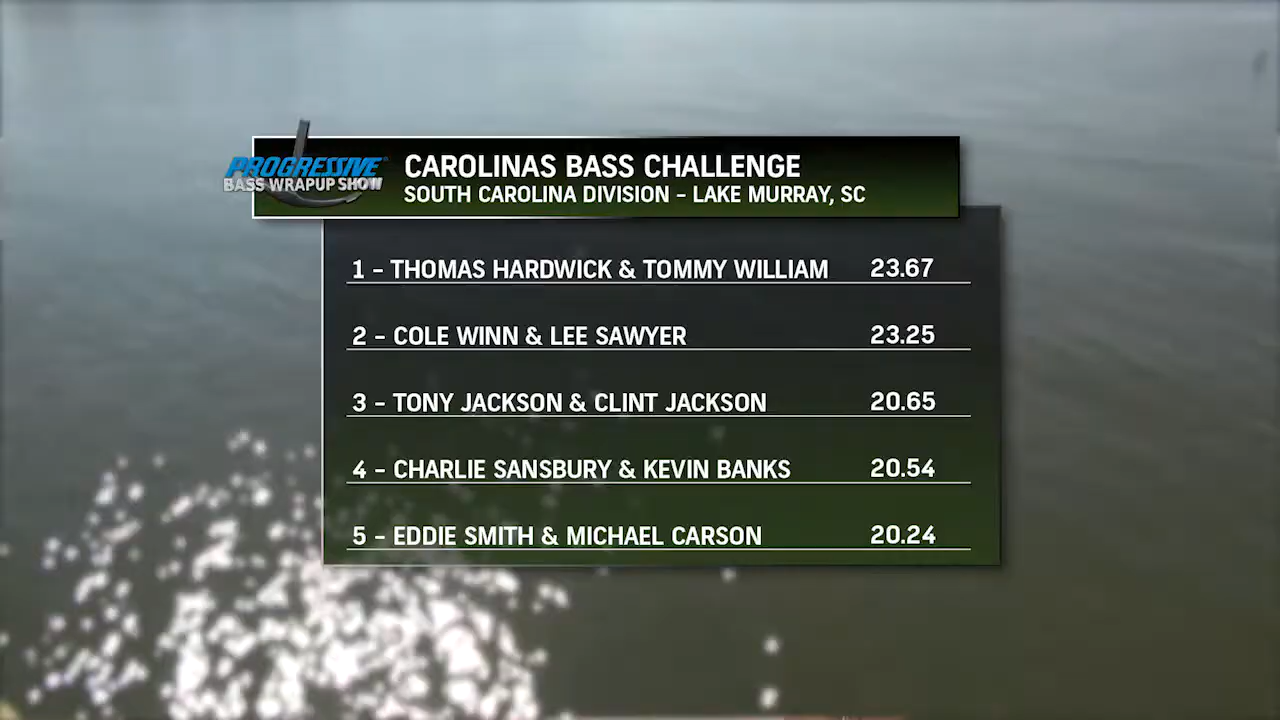 PROGRESSIVE
BASS WRAPUP SHOW
CAROLINAS BASS CHALLENGE
SOUTH CAROLINA DIVISION – LAKE MURRAY, SC
1 – THOMAS HARDWICK & TOMMY WILLIAM 23.67
2 – COLE WINN & LEE SAWYER 23.25
3 – TONY JACKSON & CLINT JACKSON 20.65
4 – CHARLIE SANSBURY & KEVIN BANKS 20.54
5 – EDDIE SMITH & MICHAEL CARSON 20.24